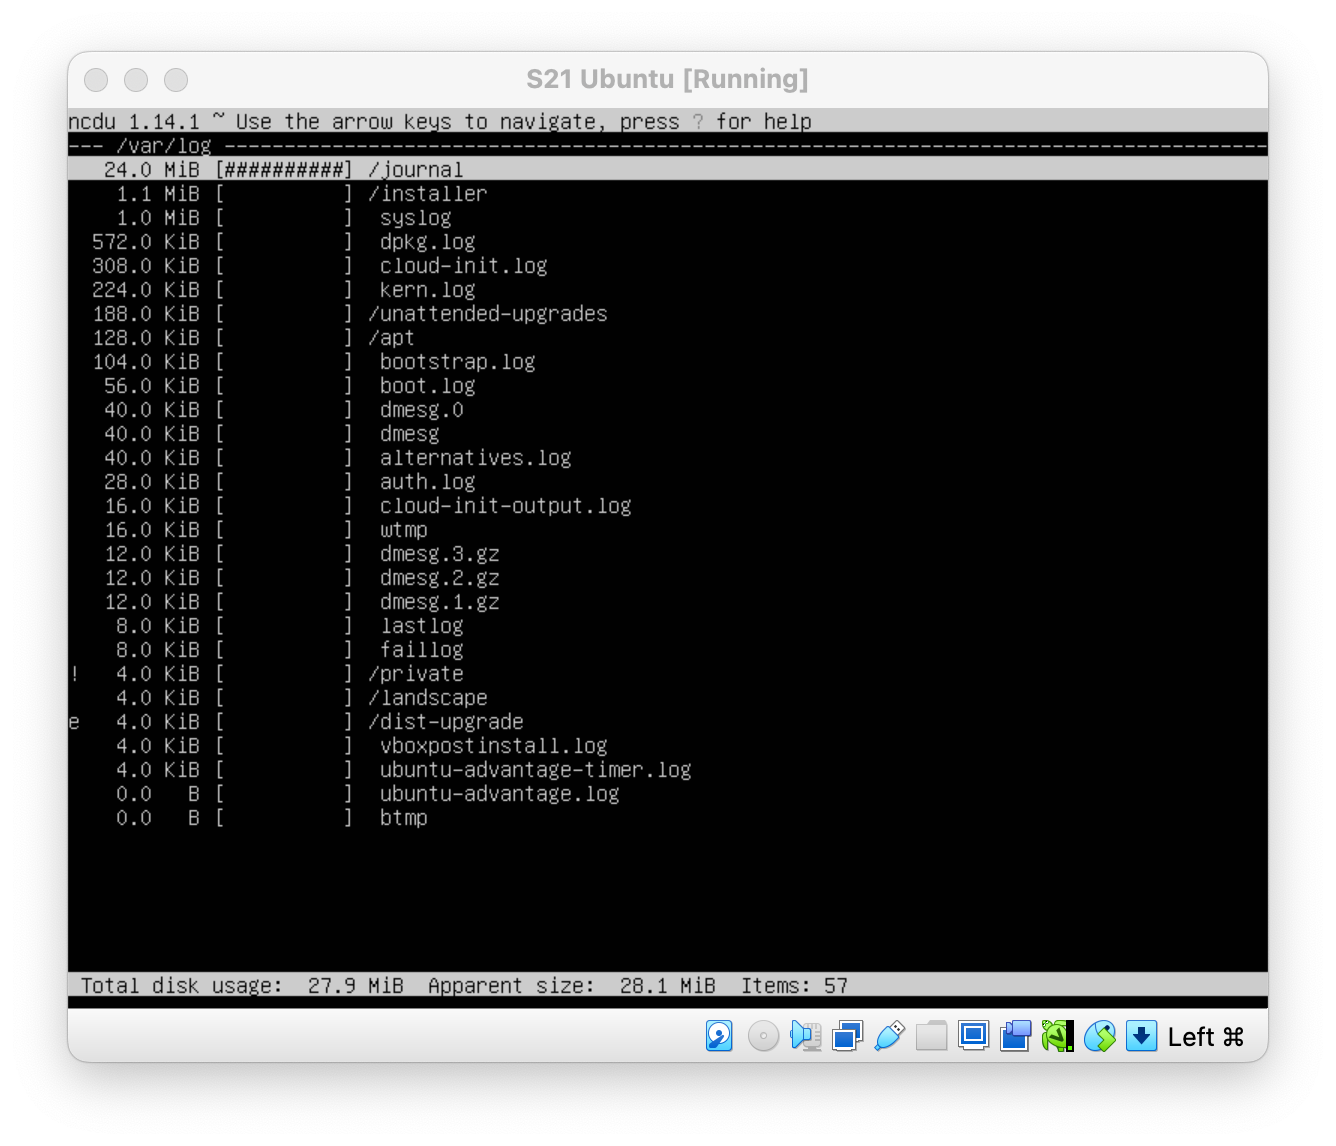 S21 Ubuntu [Running]
ncdu 1.14.1 ~ Use the arrow keys to navigate, press ? for help
--- /var/log ---------------------------------------------------------------------------------------
24.0 MiB [##########] /journal
1.1 MiB [          ] /installer
1.0 MiB [          ]  syslog
572.0 KiB [          ]  dpkg.log
308.0 KiB [          ]  cloud-init.log
224.0 KiB [          ]  kern.log
188.0 KiB [          ] /unattended-upgrades
128.0 KiB [          ] /apt
104.0 KiB [          ]  bootstrap.log
56.0 KiB [          ]  boot.log
40.0 KiB [          ]  dmesg.0
40.0 KiB [          ]  dmesg
40.0 KiB [          ]  alternatives.log
28.0 KiB [          ]  auth.log
16.0 KiB [          ]  cloud-init-output.log
16.0 KiB [          ]  wtmp
12.0 KiB [          ]  dmesg.3.gz
12.0 KiB [          ]  dmesg.2.gz
12.0 KiB [          ]  dmesg.1.gz
8.0 KiB [          ]  lastlog
8.0 KiB [          ]  faillog
!   4.0 KiB [          ] /private
4.0 KiB [          ] /landscape
e   4.0 KiB [          ] /dist-upgrade
4.0 KiB [          ]  vboxpostinstall.log
4.0 KiB [          ]  ubuntu-advantage-timer.log
0.0   B [          ]  ubuntu-advantage.log
0.0   B [          ]  btmp
Total disk usage:  27.9 MiB  Apparent size:  28.1 MiB  Items: 57
Left ⌘